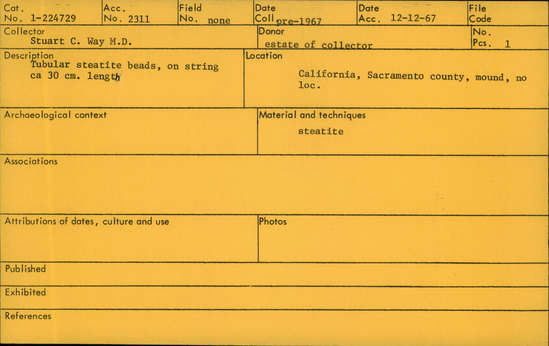 Cat. No. 1-224729 Acc. No. 2311 Field No. none Date Coll pre-1967 Date Acc. 12-12-67 File Code
Collector Stuart C. Way M.D. Donor estate of collector No. Pcs. 1
Description Tubular steatite beads, on string
ca 30 cm. length
Location California, Sacramento county, mound, no
loc.
Archaeological context
Material and techniques
steatite
Associations
Attributions of dates, culture and use
Photos
Published
Exhibited
References